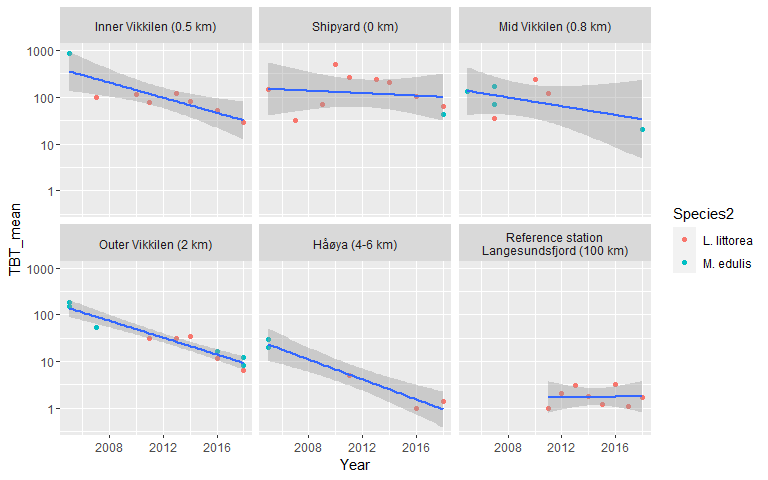 Inner Vikkilen (0.5 km)
Shipyard (0 km)
Mid Vikkilen (0.8 km)
1000
100
10
1
Outer Vikkilen (2 km)
Håøya (4-6 km)
Reference station
Langesundsfjord (100 km)
1000
100
10
1
2008
2012
2016
2008
2012
2016
2008
2012
2016
Year
TBT_mean
Species2
L. littorea
M. edulis